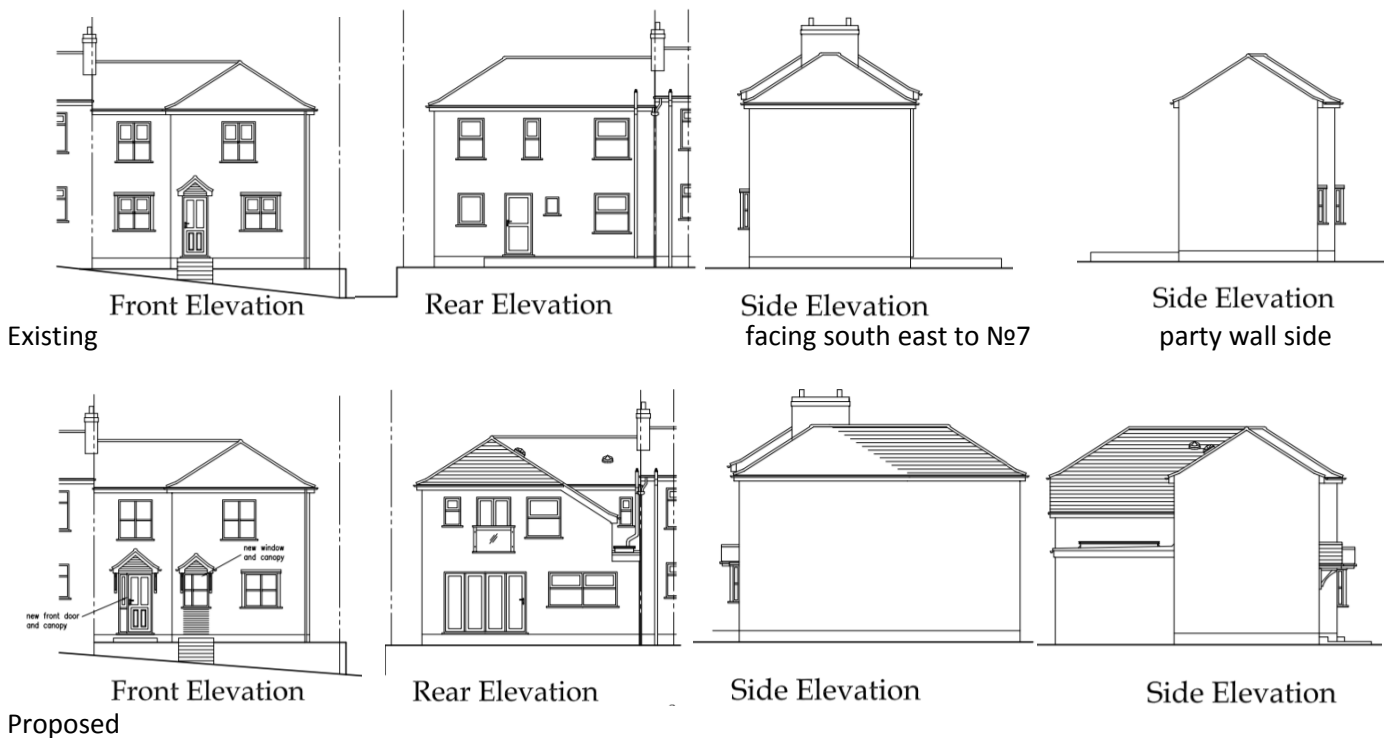 Front Elevation
Rear Elevation
Side Elevation
Side Elevation
Existing
facing south east to №7
party wall side
new window
and canopy
new front door
and canopy
Front Elevation
Rear Elevation
Side Elevation
Side Elevation
Proposed